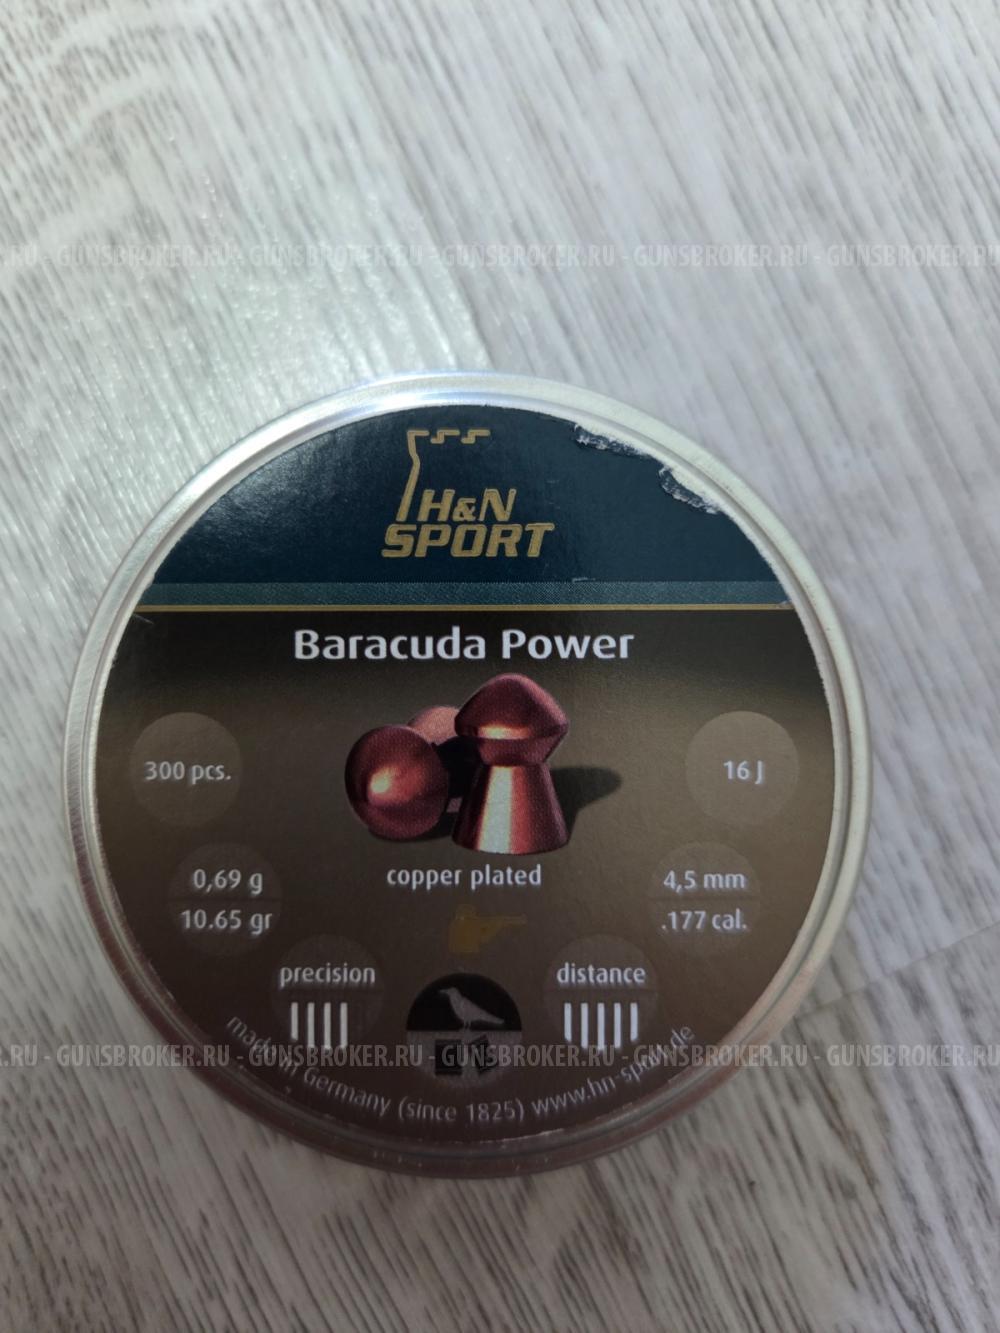 .RU - GUNSBROKER.RU - GUNSBROKER.RU - GUNSBROKER.RU - GUNSBROKER.RU - GUNSBROKER.RU
H&N
SPORT
Baracuda Power
300 pcs.
16 J
copper plated
0,69 g
10.65 gr
4,5 mm
.177 cal.
precision
distance
.RU - GUNSBROKER.RU - GUNSBROKER.RU - GUNSBROKER.RU - GUNSBROKER.RU - GUNSBROKER.RU
made in Germany (since 1825) www.hn-sport.de